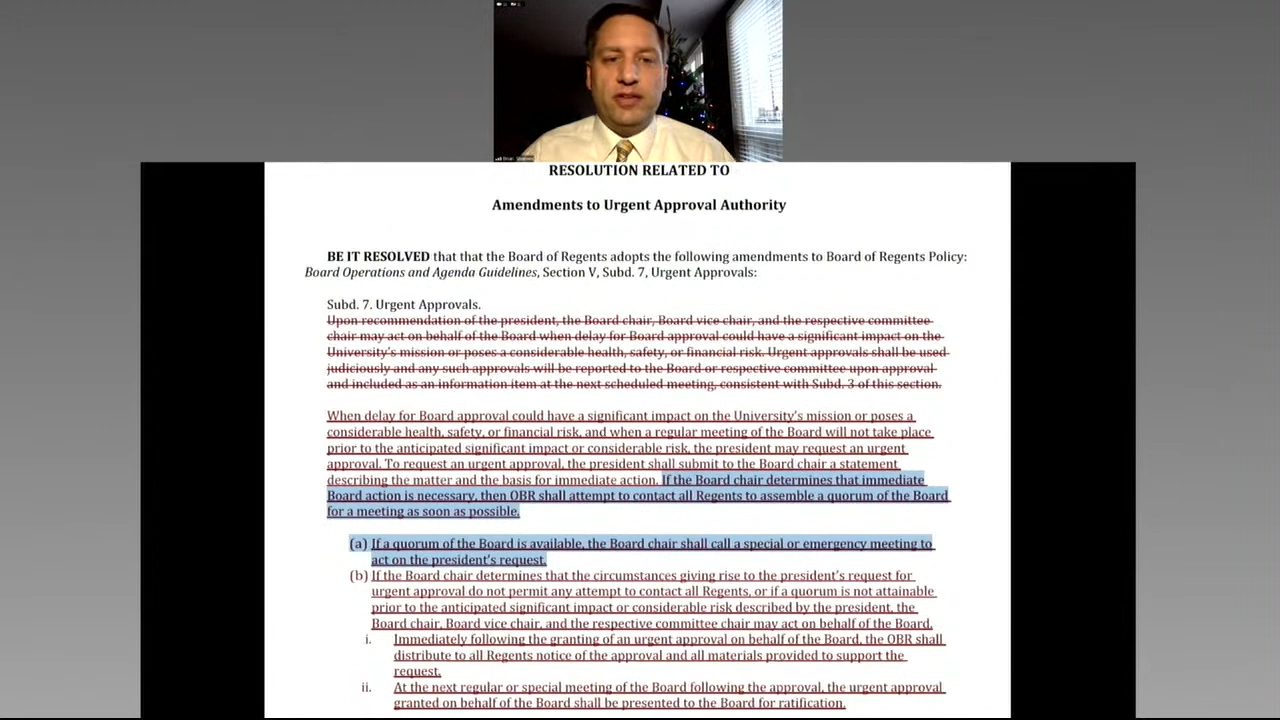 RESOLUTION RELATED TO
Amendments to Urgent Approval Authority
BE IT RESOLVED that that the Board of Regents adopts the following amendments to Board of Regents Policy:
Board Operations and Agenda Guidelines, Section V, Subd. 7, Urgent Approvals:
Subd. 7. Urgent Approvals.
Upon recommendation of the president, the Board chair, Board vice chair, and the respective committee
chair may act on behalf of the Board when delay for Board approval could have a significant impact on the
University's mission or poses a considerable health, safety, or financial risk. Urgent approvals shall be used
judiciously and any such approvals will be reported to the Board or respective committee upon approval
and included as an information item at the next scheduled meeting, consistent with Subd. 3 of this section.
When delay for Board approval could have a significant impact on the University's mission or poses a
considerable health, safety, or financial risk, and when a regular meeting of the Board will not take place
prior to the anticipated significant impact or considerable risk, the president may request an urgent
approval. To request an urgent approval, the president shall submit to the Board chair a statement
describing the matter and the basis for immediate action. If the Board chair determines that immediate
Board action is necessary, then OBR shall attempt to contact all Regents to assemble a quorum of the Board
for a meeting as soon as possible.
(a) If a quorum of the Board is available, the Board chair shall call a special or emergency meeting to
act on the president's request.
(b) If the Board chair determines that the circumstances giving rise to the president's request for
urgent approval do not permit any attempt to contact all Regents, or if a quorum is not attainable
prior to the anticipated significant impact or considerable risk described by the president, the
Board chair, Board vice chair, and the respective committee chair may act on behalf of the Board.
i. Immediately following the granting of an urgent approval on behalf of the Board, the OBR shall
distribute to all Regents notice of the approval and all materials provided to support the
request.
ii. At the next regular or special meeting of the Board following the approval, the urgent approval
granted on behalf of the Board shall be presented to the Board for ratification.